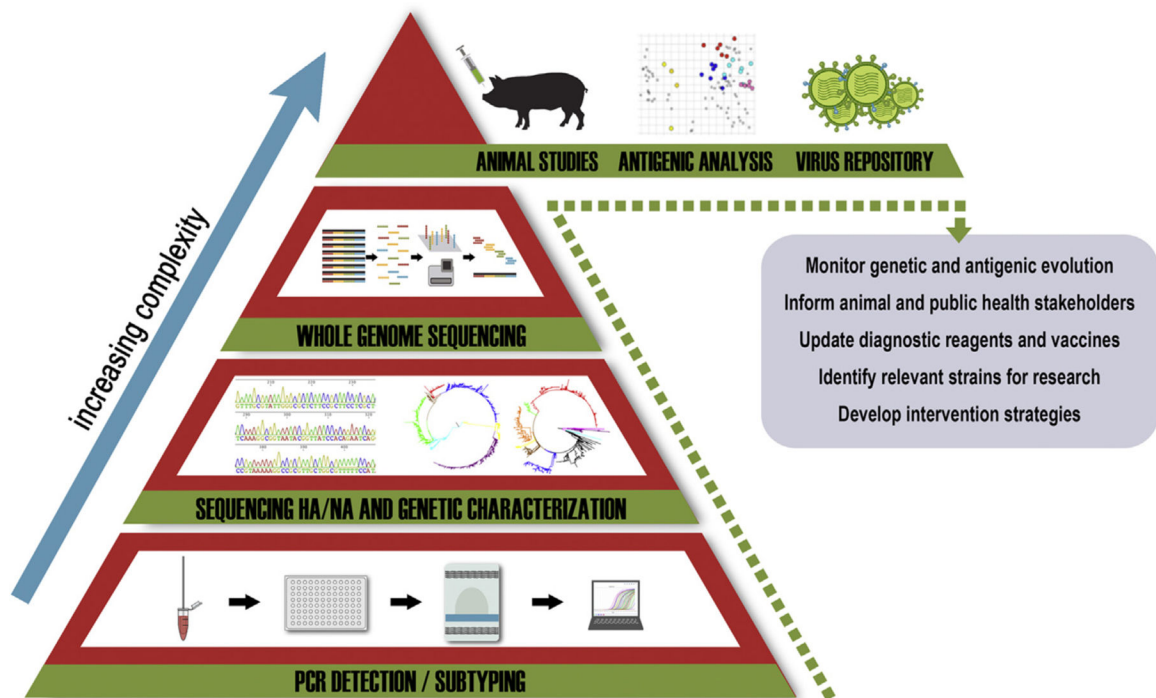 increasing complexity
ANIMAL STUDIES ANTIGENIC ANALYSIS VIRUS REPOSITORY
WHOLE GENOME SEQUENCING
SEQUENCING HA/NA AND GENETIC CHARACTERIZATION
PCR DETECTION / SUBTYPING
Monitor genetic and antigenic evolution
Inform animal and public health stakeholders
Update diagnostic reagents and vaccines
Identify relevant strains for research
Develop intervention strategies